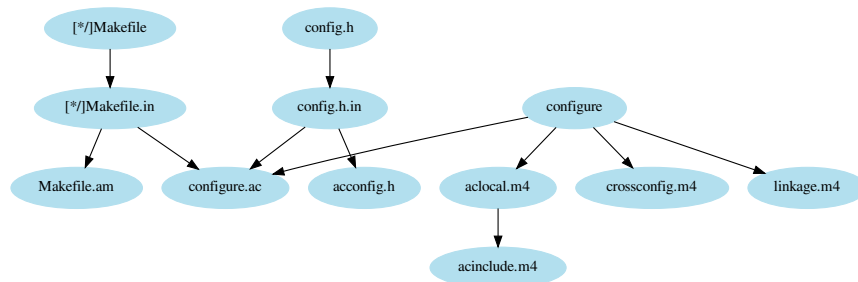 [*/]Makefile
config.h
[*/]Makefile.in
config.h.in
configure
Makefile.am
configure.ac
acconfig.h
aclocal.m4
crossconfig.m4
linkage.m4
acinclude.m4